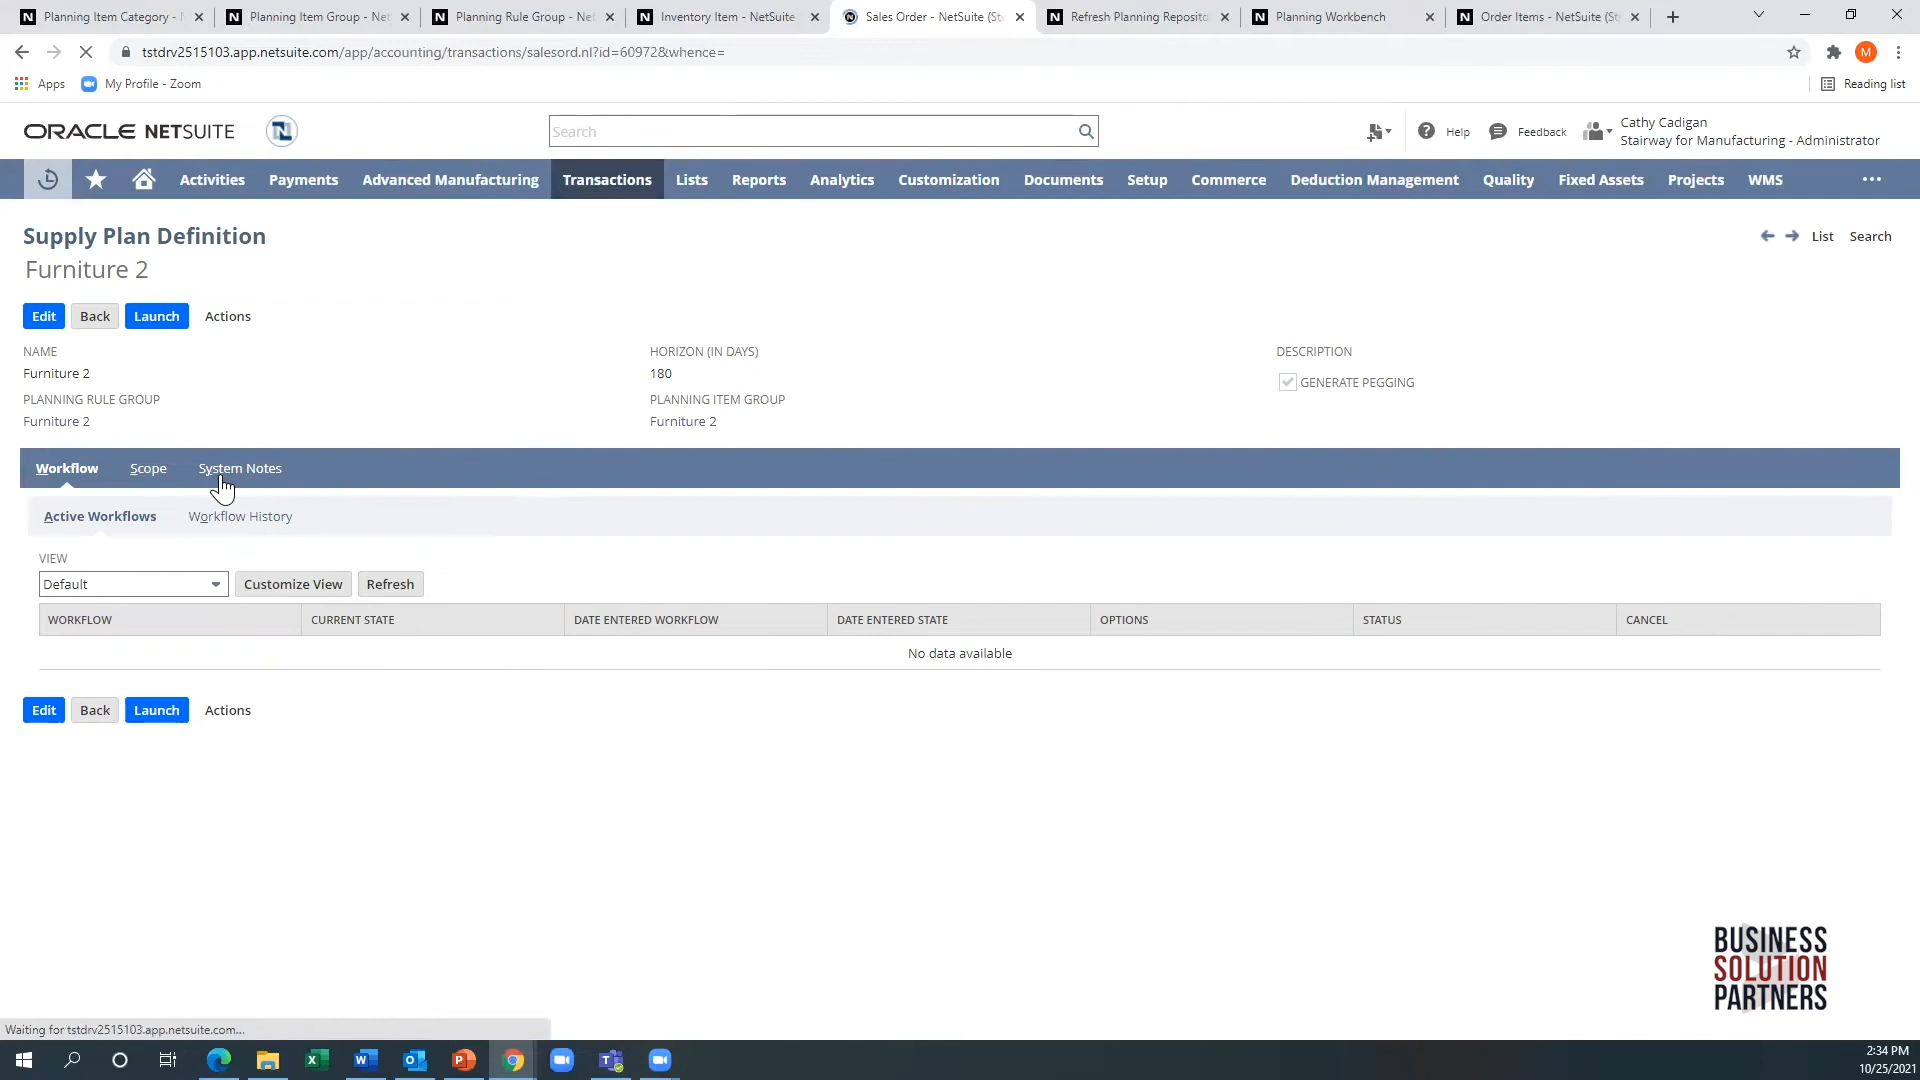 Planning Item Category -
Planning Item Group - Net
Planning Rule Group - Net
Inventory Item - NetSuite
Sales Order - NetSuite (Sta
Refresh Planning Reposito
Planning Workbench
Order Items - NetSuite (St
tstdrv2515103.app.netsuite.com/app/accounting/transactions/salesord.nl?id=60972&whence=
M
Apps
My Profile - Zoom
Reading list
ORACLE NETSUITE
Search
Help
Feedback
Cathy Cadigan
Stairway for Manufacturing - Administrator
Activities
Payments
Advanced Manufacturing
Transactions
Lists
Reports
Analytics
Customization
Documents
Setup
Commerce
Deduction Management
Quality
Fixed Assets
Projects
WMS
Supply Plan Definition
List
Search
Furniture 2
Edit
Back
Launch
Actions
NAME
Furniture 2
HORIZON (IN DAYS)
180
DESCRIPTION
GENERATE PEGGING
PLANNING RULE GROUP
Furniture 2
PLANNING ITEM GROUP
Furniture 2
Workflow
Scope
System Notes
Active Workflows
Workflow History
VIEW
Default
Customize View
Refresh
WORKFLOW
CURRENT STATE
DATE ENTERED WORKFLOW
DATE ENTERED STATE
OPTIONS
STATUS
CANCEL
No data available
Edit
Back
Launch
Actions
BUSINESS
SOLUTION
PARTNERS
Waiting for tstdrv2515103.app.netsuite.com...
2:34 PM
10/25/2021